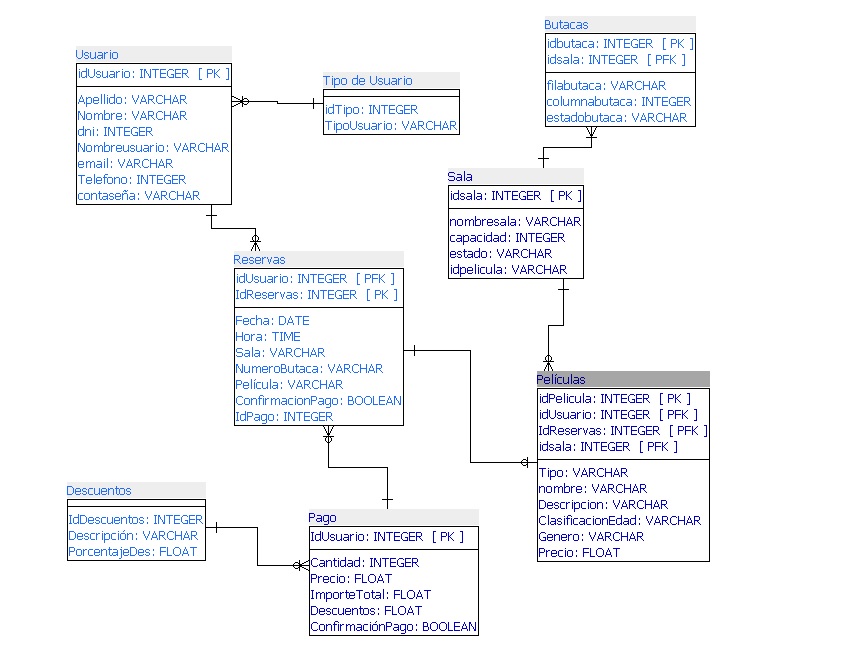 Usuario
idUsuario: INTEGER [ PK ]
Apellido: VARCHAR
Nombre: VARCHAR
dni: INTEGER
Nombreusuario: VARCHAR
email: VARCHAR
Telefono: INTEGER
contaseña: VARCHAR
Tipo de Usuario
idTipo: INTEGER
TipoUsuario: VARCHAR
Butacas
idbutaca: INTEGER [ PK ]
idsala: INTEGER [ PFK ]
filabutaca: VARCHAR
columnabutaca: INTEGER
estadobutaca: VARCHAR
Sala
idsala: INTEGER [ PK ]
nombresala: VARCHAR
capacidad: INTEGER
estado: VARCHAR
idpelicula: VARCHAR
Reservas
idUsuario: INTEGER [ PFK ]
IdReservas: INTEGER [ PK ]
Fecha: DATE
Hora: TIME
Sala: VARCHAR
NumeroButaca: VARCHAR
Película: VARCHAR
ConfirmacionPago: BOOLEAN
IdPago: INTEGER
Películas
idPelicula: INTEGER [ PK ]
idUsuario: INTEGER [ PFK ]
IdReservas: INTEGER [ PFK ]
idsala: INTEGER [ PFK ]
Tipo: VARCHAR
nombre: VARCHAR
Descripcion: VARCHAR
ClasificacionEdad: VARCHAR
Genero: VARCHAR
Precio: FLOAT
Descuentos
IdDescuentos: INTEGER
Descripción: VARCHAR
PorcentajeDes: FLOAT
Pago
IdUsuario: INTEGER [ PK ]
Cantidad: INTEGER
Precio: FLOAT
ImporteTotal: FLOAT
Descuentos: FLOAT
ConfirmaciónPago: BOOLEAN